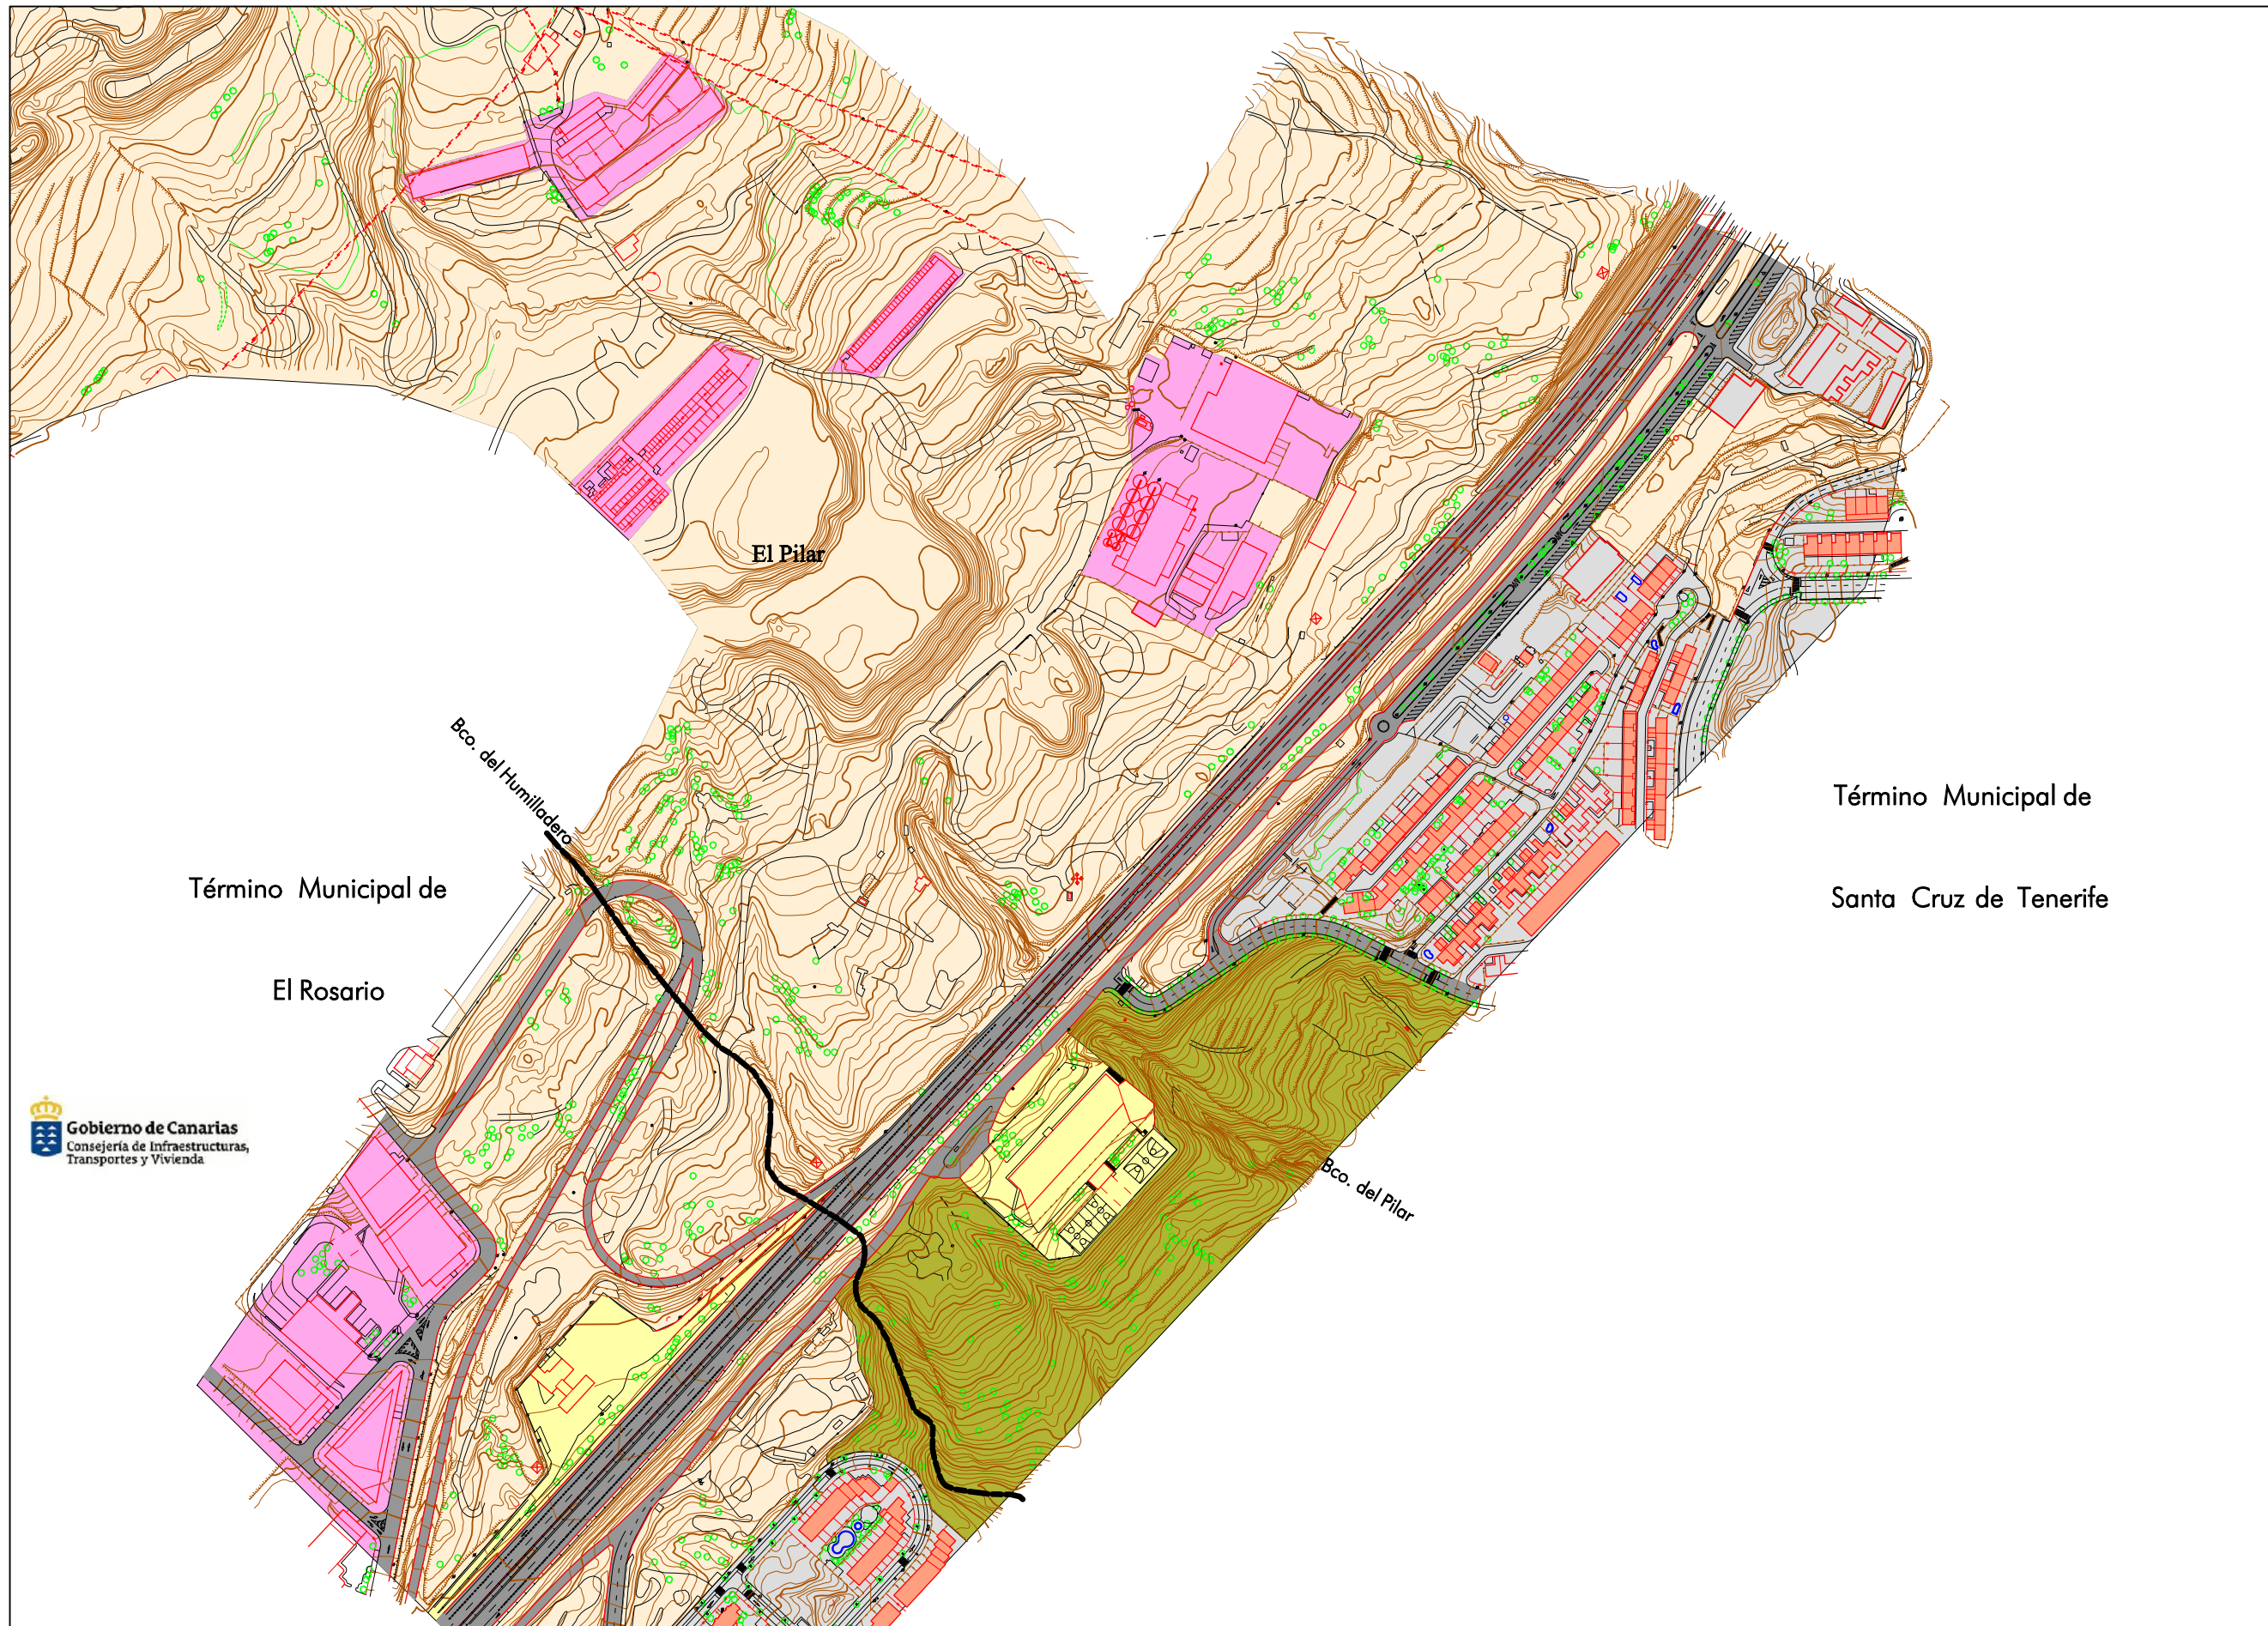 El Pilar
Bco. del Humilladero
Término Municipal de
Santa Cruz de Tenerife
Término Municipal de
El Rosario
Gobierno de Canarias
Consejería de Infraestructuras,
Transportes y Vivienda
Bco. del Pilar